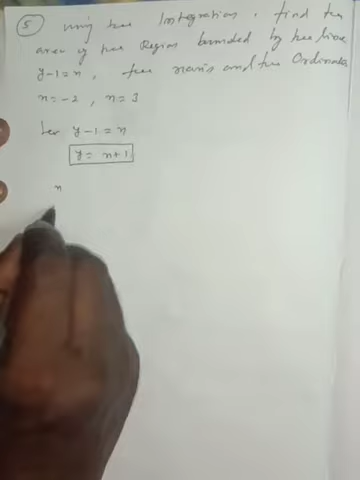 ⑤ Using the Integration, find the
area of the Region bounded by the line
y-1=x, the xaxis and the Ordinates
x=-2, x=3
Let y-1=x
y= x+1
x